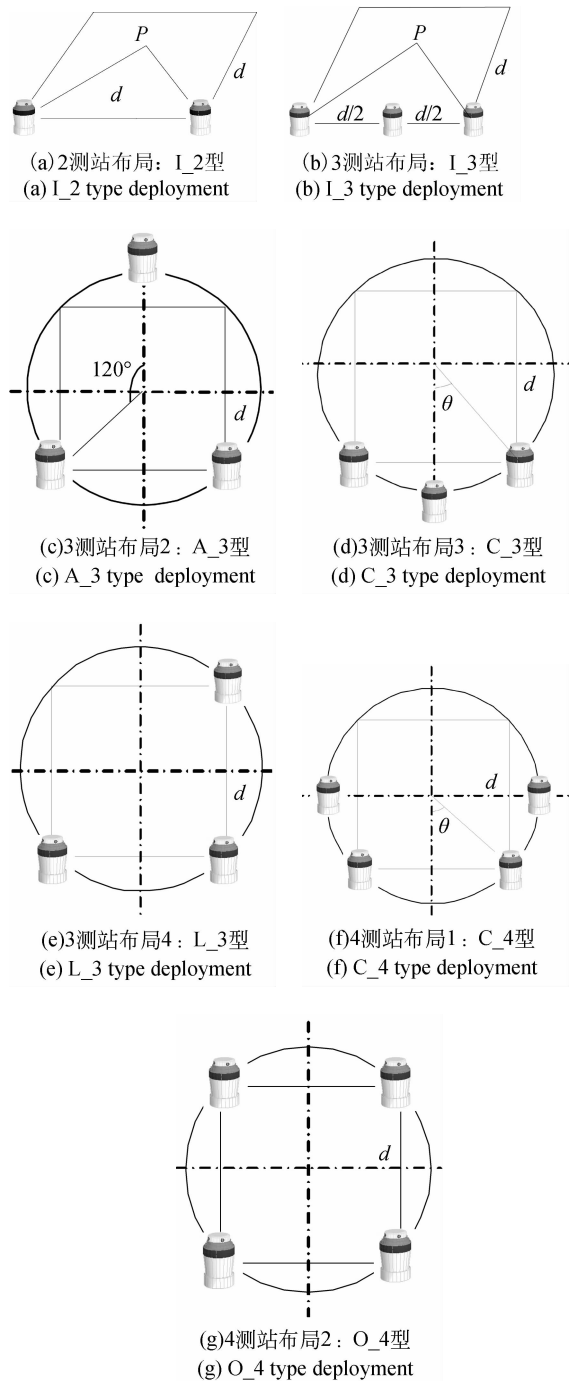 P
d
d
(a)2测站布局：I_2型
(a) I_2 type deployment
P
d
d/2
d/2
(b)3测站布局：I_3型
(b) I_3 type deployment
120°
d
(c)3测站布局2：A_3型
(c) A_3 type deployment
d
θ
(d)3测站布局3：C_3型
(d) C_3 type deployment
d
(e)3测站布局4：L_3型
(e) L_3 type deployment
d
θ
(f)4测站布局1：C_4型
(f) C_4 type deployment
d
(g)4测站布局2：O_4型
(g) O_4 type deployment